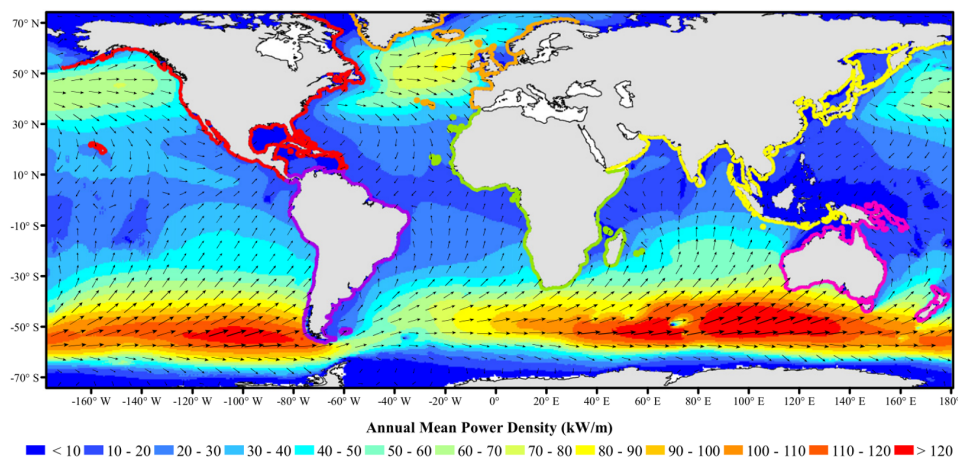 70° N
50° N
30° N
10° N
-10° S
-30° S
-50° S
-70° S
-160° W -140° W -120° W -100° W -80° W -60° W -40° W -20° W 0° 20° E 40° E 60° E 80° E 100° E 120° E 140° E 160° E 180°
Annual Mean Power Density (kW/m)
< 10 10 - 20 20 - 30 30 - 40 40 - 50 50 - 60 60 - 70 70 - 80 80 - 90 90 - 100 100 - 110 110 - 120 > 120